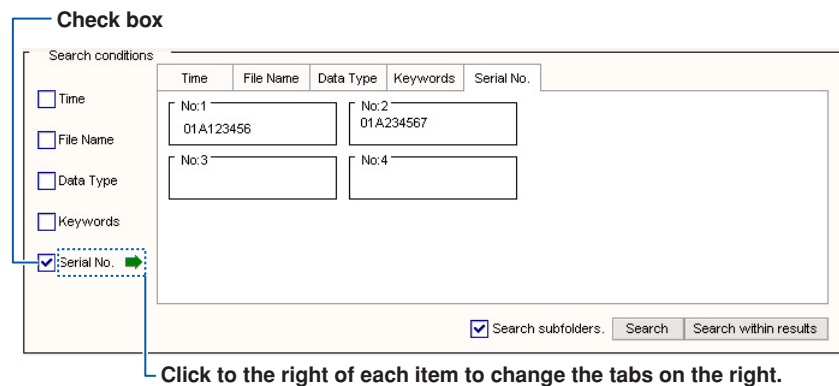 Check box
Search conditions
Time File Name Data Type Keywords Serial No.
Time
No:1 No:2
01A123456 01A234567
File Name
No:3 No:4
Data Type
Keywords
Serial No.
Search subfolders. Search Search within results
Click to the right of each item to change the tabs on the right.